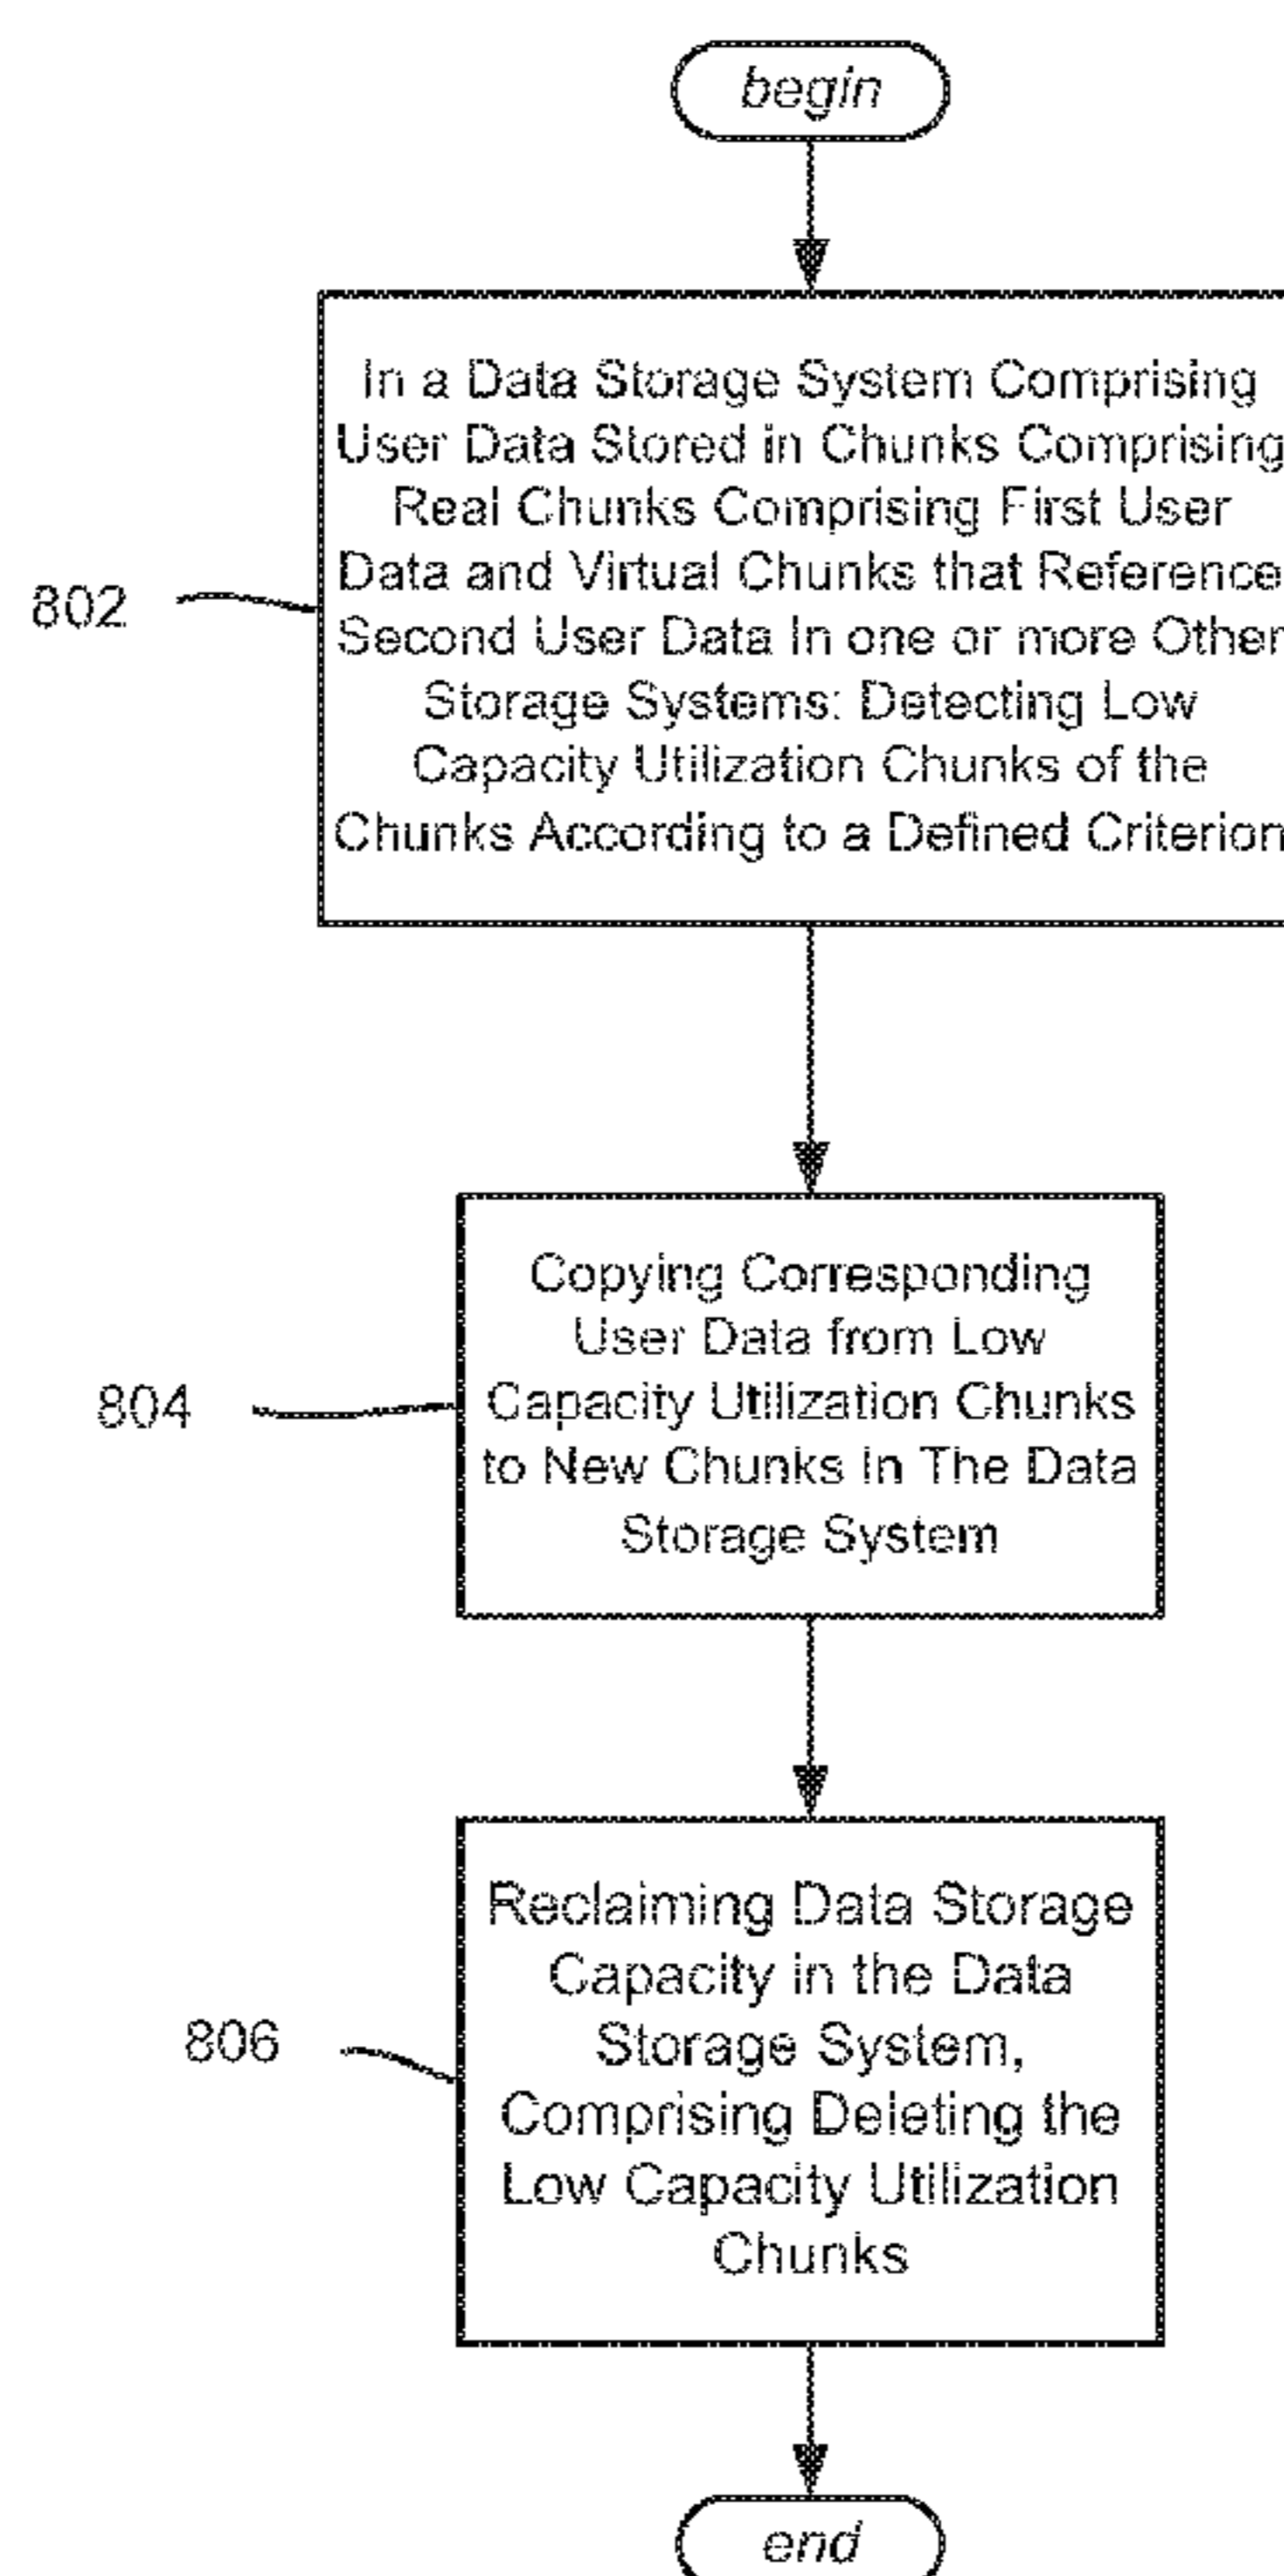 begin
In a Data Storage System Comprising
User Data Stored in Chunks Comprising
Real Chunks Comprising First User
Data and Virtual Chunks that Reference
802
Second User Data In one or more Other
Storage Systems: Detecting Low
Capacity Utilization Chunks of the
Chunks According to a Defined Criterion
Copying Corresponding
User Data from Low
804
Capacity Utilization Chunks
to New Chunks In The Data
Storage System
Reclaiming Data Storage
Capacity in the Data
806
Storage System,
Comprising Deleting the
Low Capacity Utilization
Chunks
end